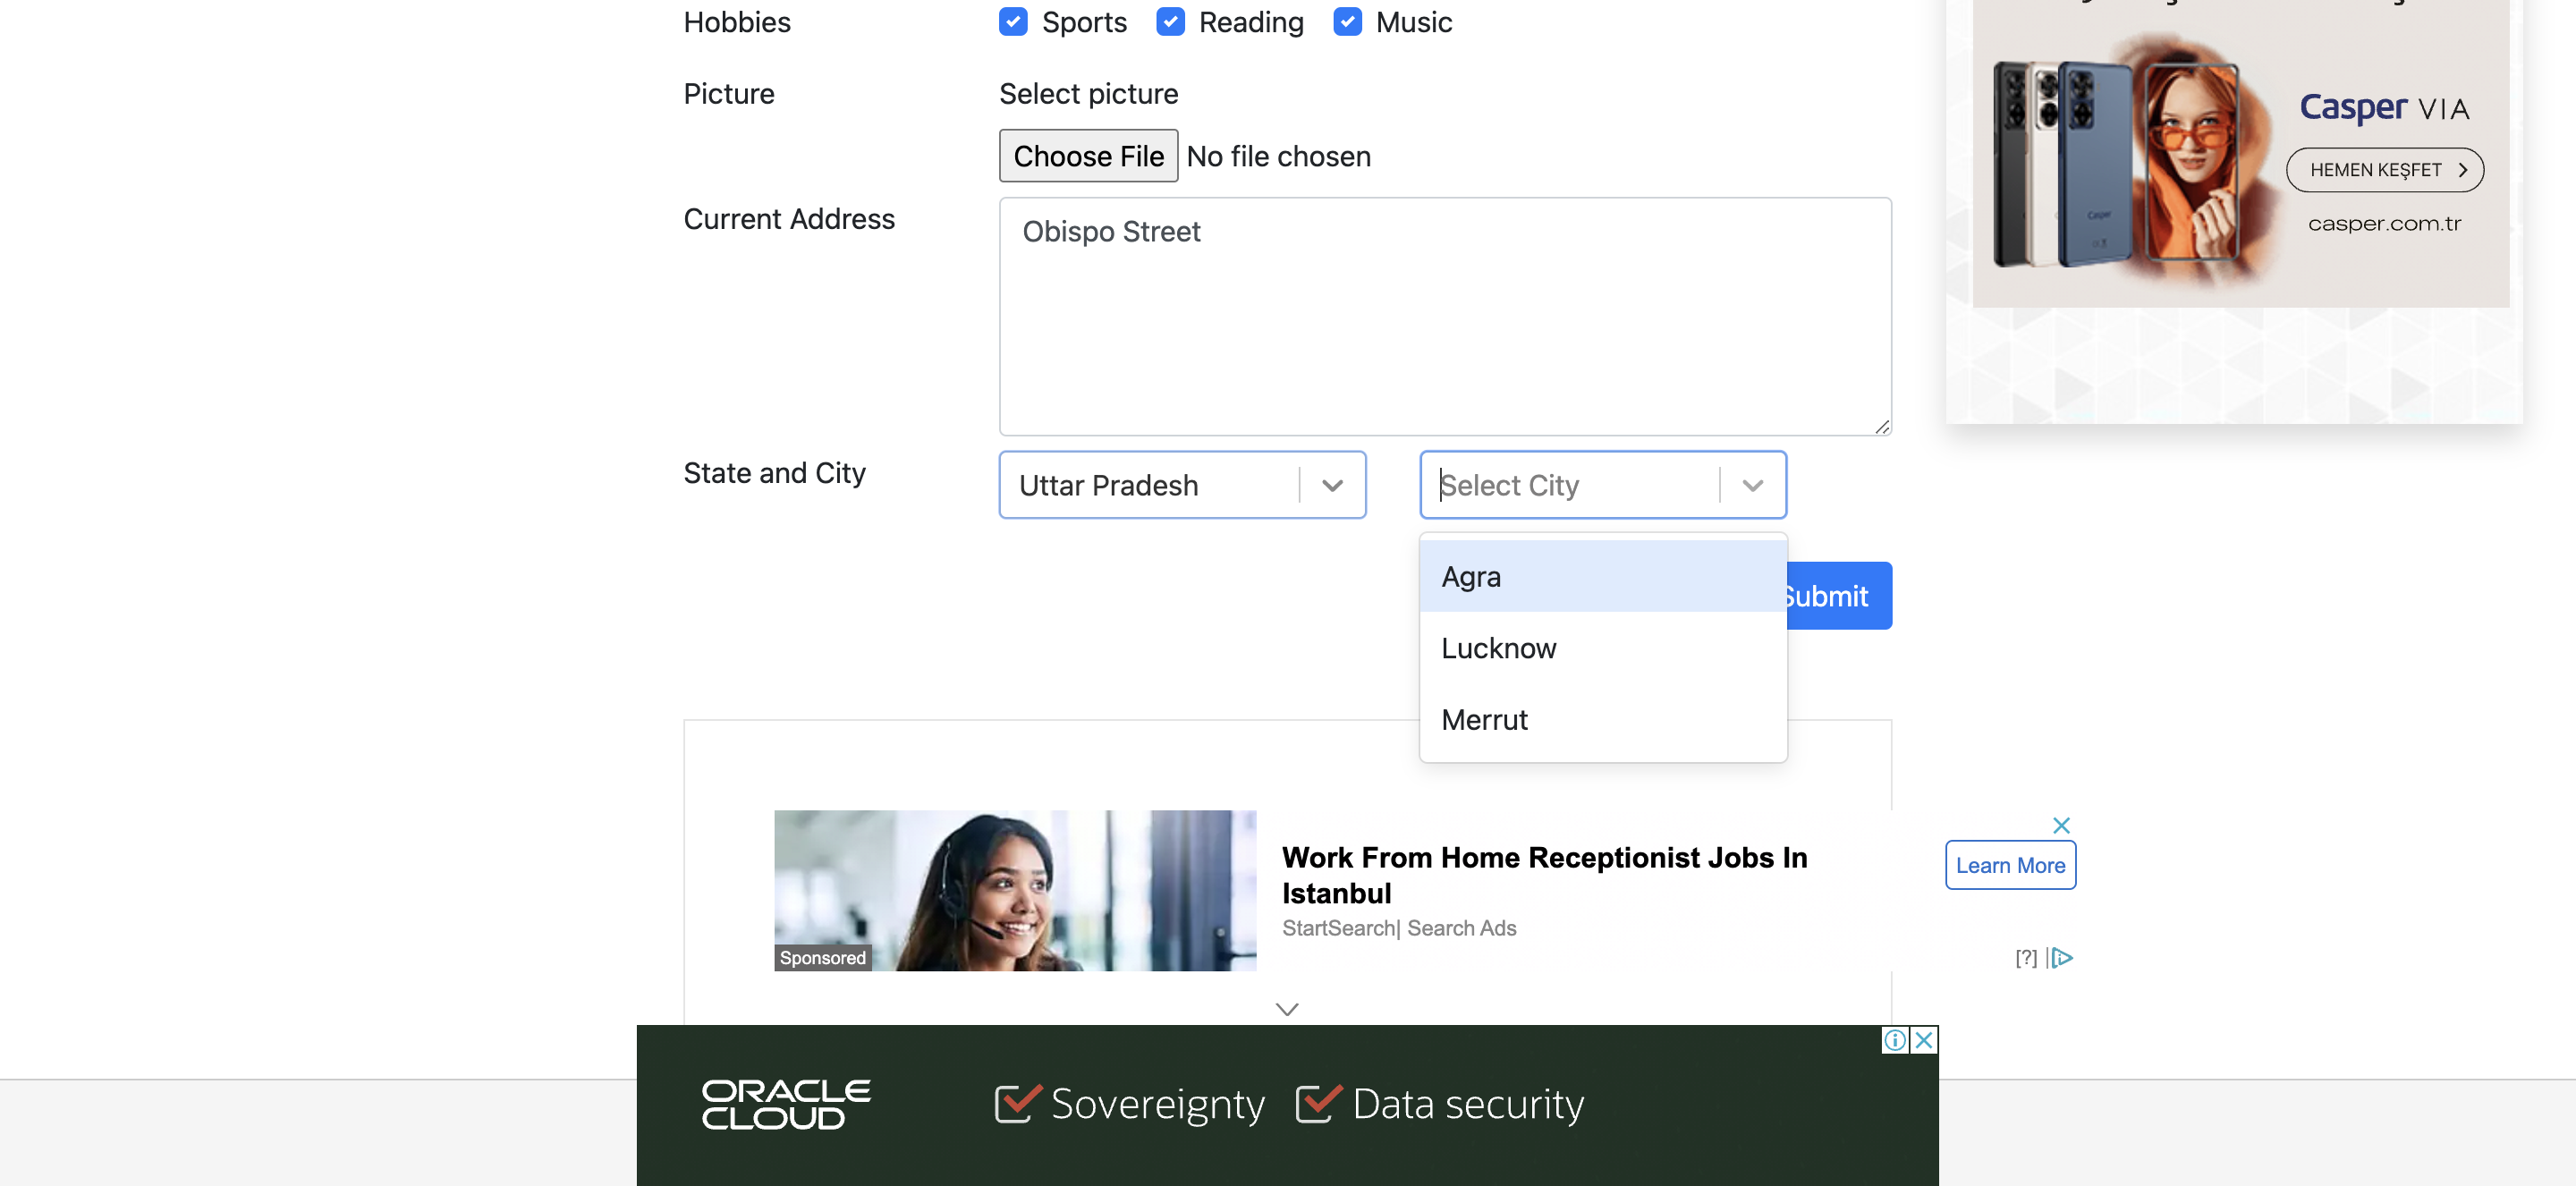 Hobbies
Sports
Reading
Music
Picture
Select picture
Choose File
No file chosen
Current Address
Obispo Street
State and City
Uttar Pradesh
Select City
Agra
Lucknow
Merrut
Submit
Casper VIA
HEMEN KEŞFET
casper.com.tr
Casper
Sponsored
Work From Home Receptionist Jobs In
Istanbul
StartSearch| Search Ads
Learn More
[?]
ORACLE
CLOUD
Sovereignty
Data security